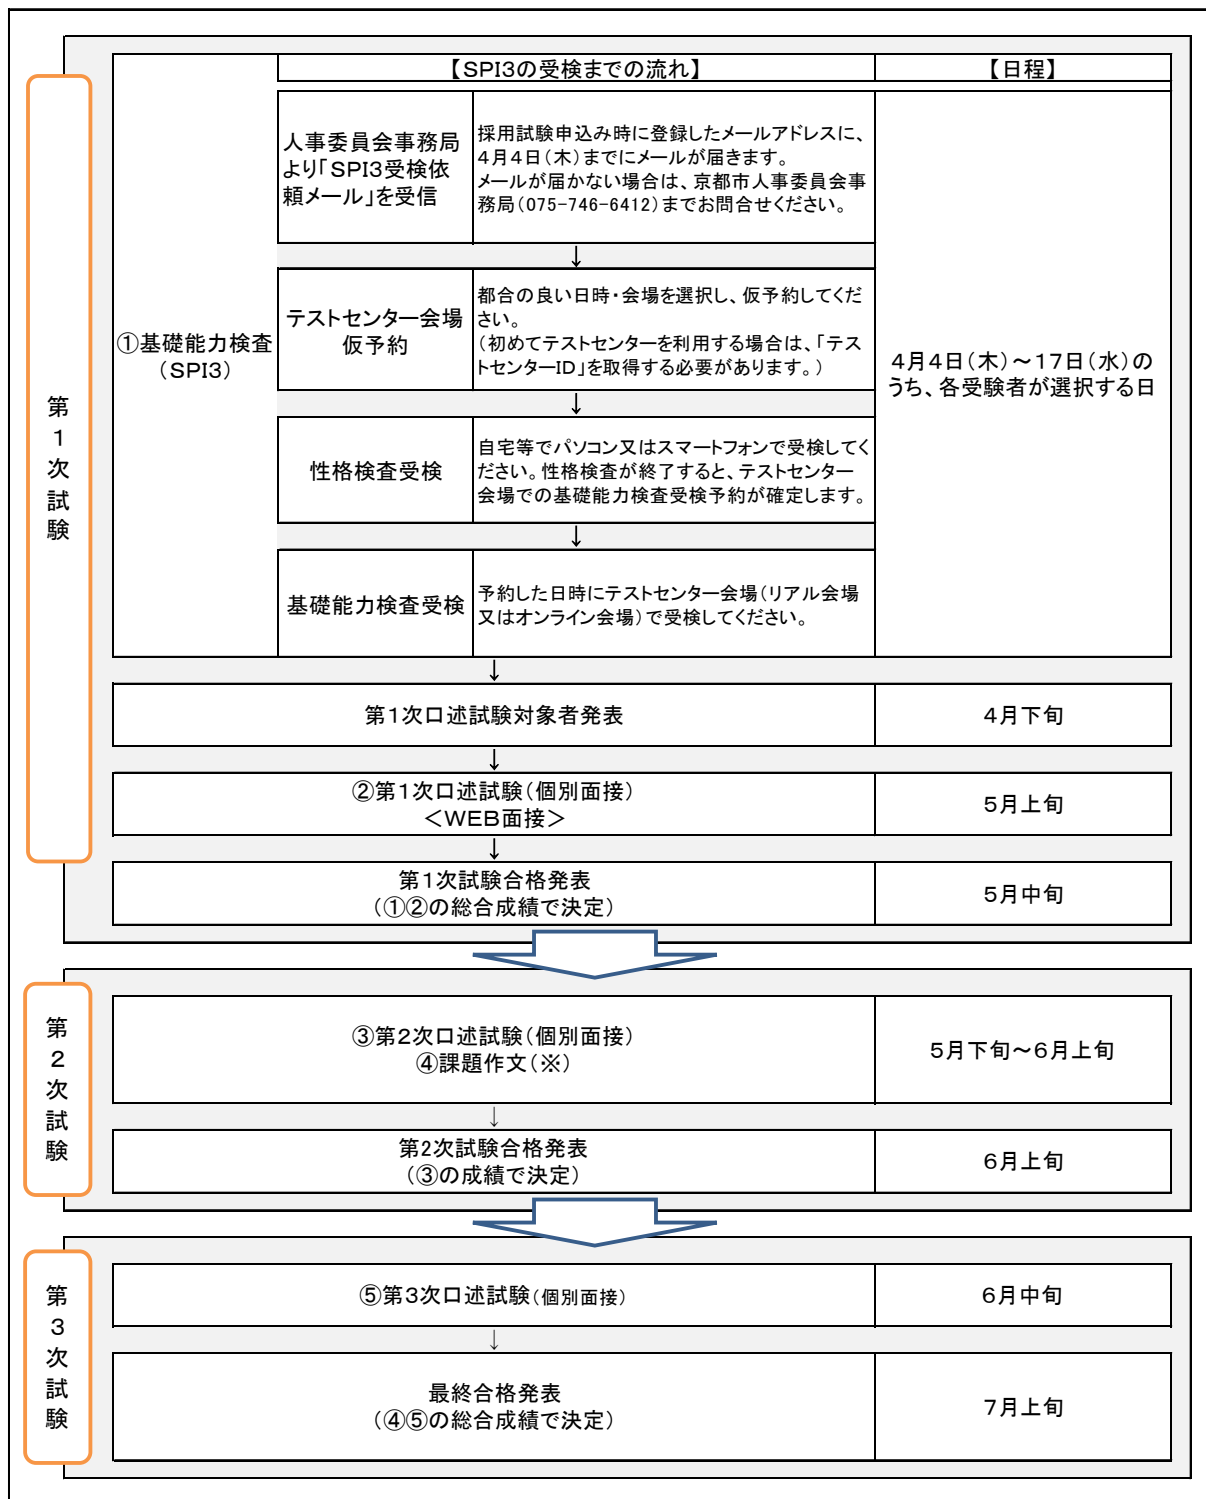 【SPI3の受検までの流れ】
【日程】
第1次試験
①基礎能力検査
(SPI3)
人事委員会事務局
より「SPI3受検依
頼メール」を受信
採用試験申込み時に登録したメールアドレスに、
4月4日(木)までにメールが届きます。
メールが届かない場合は、京都市人事委員会事
務局(075-746-6412)までお問合せください。
↓
テストセンター会場
仮予約
都合の良い日時・会場を選択し、仮予約してくだ
さい。
(初めてテストセンターを利用する場合は、「テス
トセンターID」を取得する必要があります。)
↓
性格検査受検
自宅等でパソコン又はスマートフォンで受検してく
ださい。性格検査が終了すると、テストセンター
会場での基礎能力検査受検予約が確定します。
↓
基礎能力検査受検
予約した日時にテストセンター会場(リアル会場
又はオンライン会場)で受検してください。
4月4日(木)~17日(水)の
うち、各受験者が選択する日
↓
第1次口述試験対象者発表
4月下旬
↓
②第1次口述試験(個別面接)
<WEB面接>
5月上旬
↓
第1次試験合格発表
(①②の総合成績で決定)
5月中旬
第2次試験
③第2次口述試験(個別面接)
④課題作文(※)
5月下旬~6月上旬
↓
第2次試験合格発表
(③の成績で決定)
6月上旬
第3次試験
⑤第3次口述試験(個別面接)
6月中旬
↓
最終合格発表
(④⑤の総合成績で決定)
7月上旬